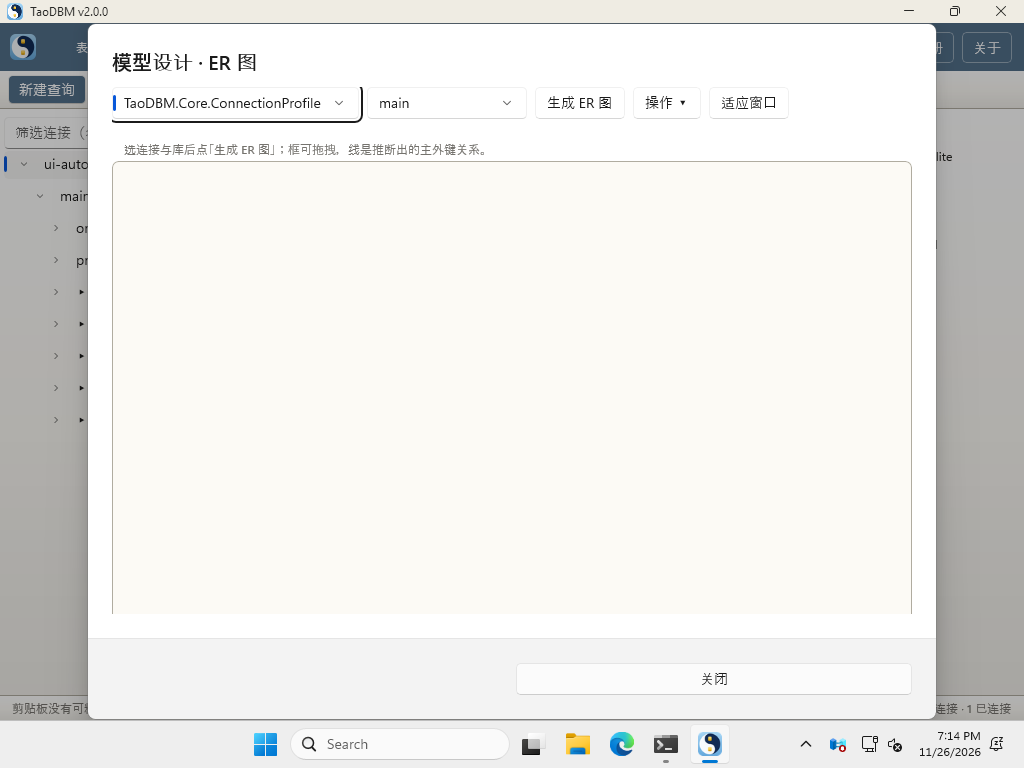 TaoDBM v2.0.0
表
册
关于
新建查询
模型设计 · ER 图
TaoDBM.Core.ConnectionProfile
main
生成 ER 图
操作 ▾
适应窗口
筛选连接（
选连接与库后点「生成 ER 图」；框可拖拽，线是推断出的主外键关系。
ui-auto
main
or
pr
lite
关闭
剪贴板没有可
连接 · 1 已连接
Search
7:14 PM
11/26/2026